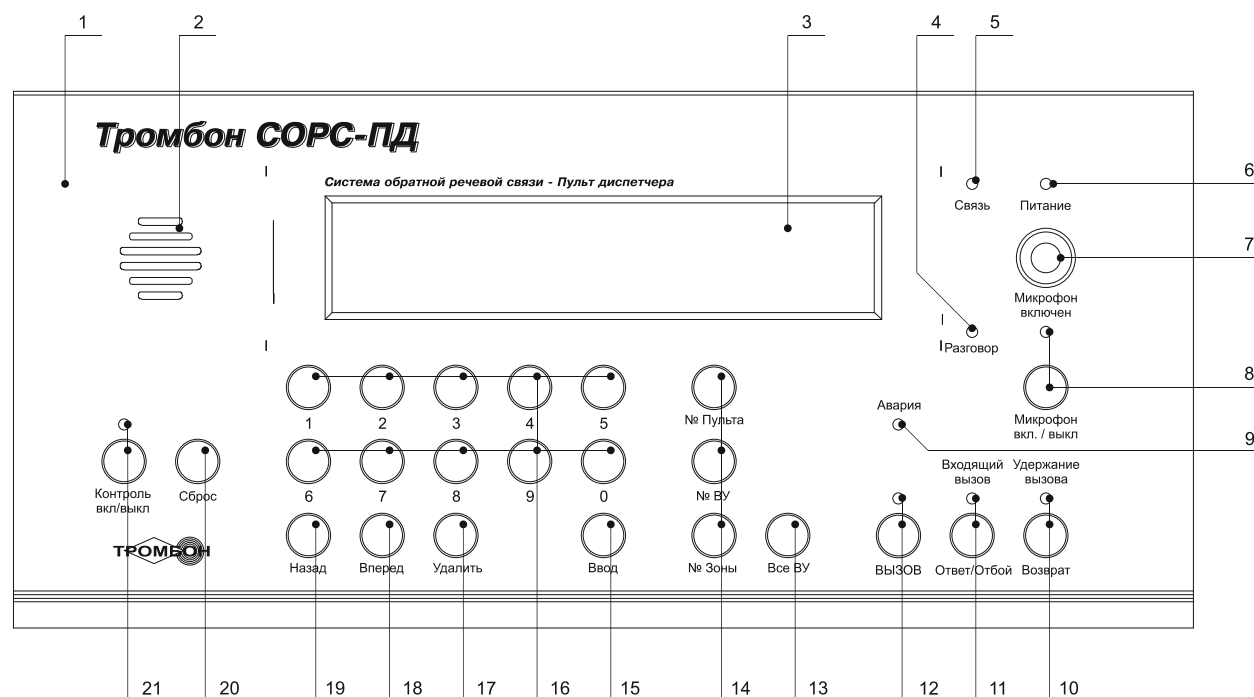 1 2 3 4 5
Тромбон СОРС-ПД
Система обратной речевой связи - Пульт диспетчера
6
Связь Питание
7
Микрофон
включен
Разговор
8
1 2 3 4 5
№ Пульта
Авария
Микрофон
вкл. / выкл
9
Контроль
вкл/выкл
Сброс
6 7 8 9 0
№ ВУ
Входящий
вызов
Удержание
вызова
ТРОМБОН
Назад Вперед Удалить Ввод № Зоны Все ВУ ВЫЗОВ Ответ/Отбой Возврат
21 20 19 18 17 16 15 14 13 12 11 10